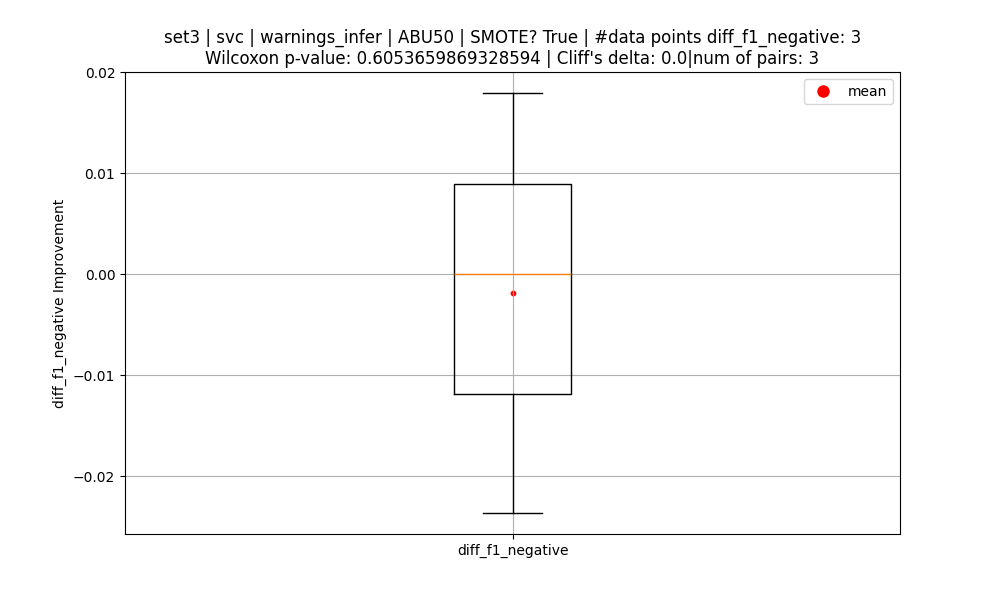 set3 | svc | warnings_infer | ABU50 | SMOTE? True | #data points diff_f1_negative: 3
Wilcoxon p-value: 0.6053659869328594 | Cliff's delta: 0.0|num of pairs: 3
mean
0.02
0.01
0.00
−0.01
−0.02
diff_f1_negative Improvement
diff_f1_negative